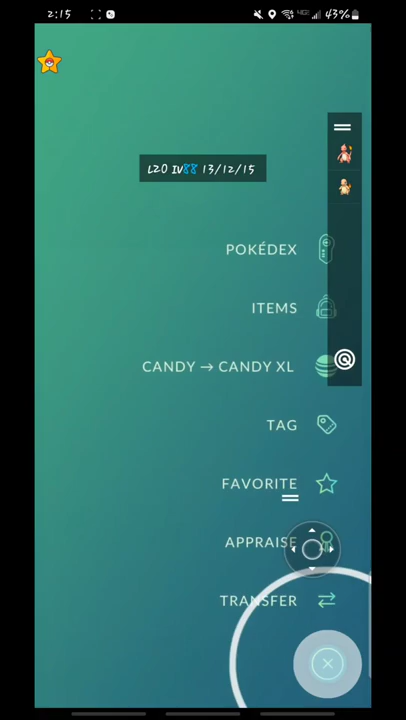 2:15 43%
L20 IV88 13/12/15
POKÉDEX
ITEMS
CANDY → CANDY XL
TAG
FAVORITE
APPRAISE
TRANSFER